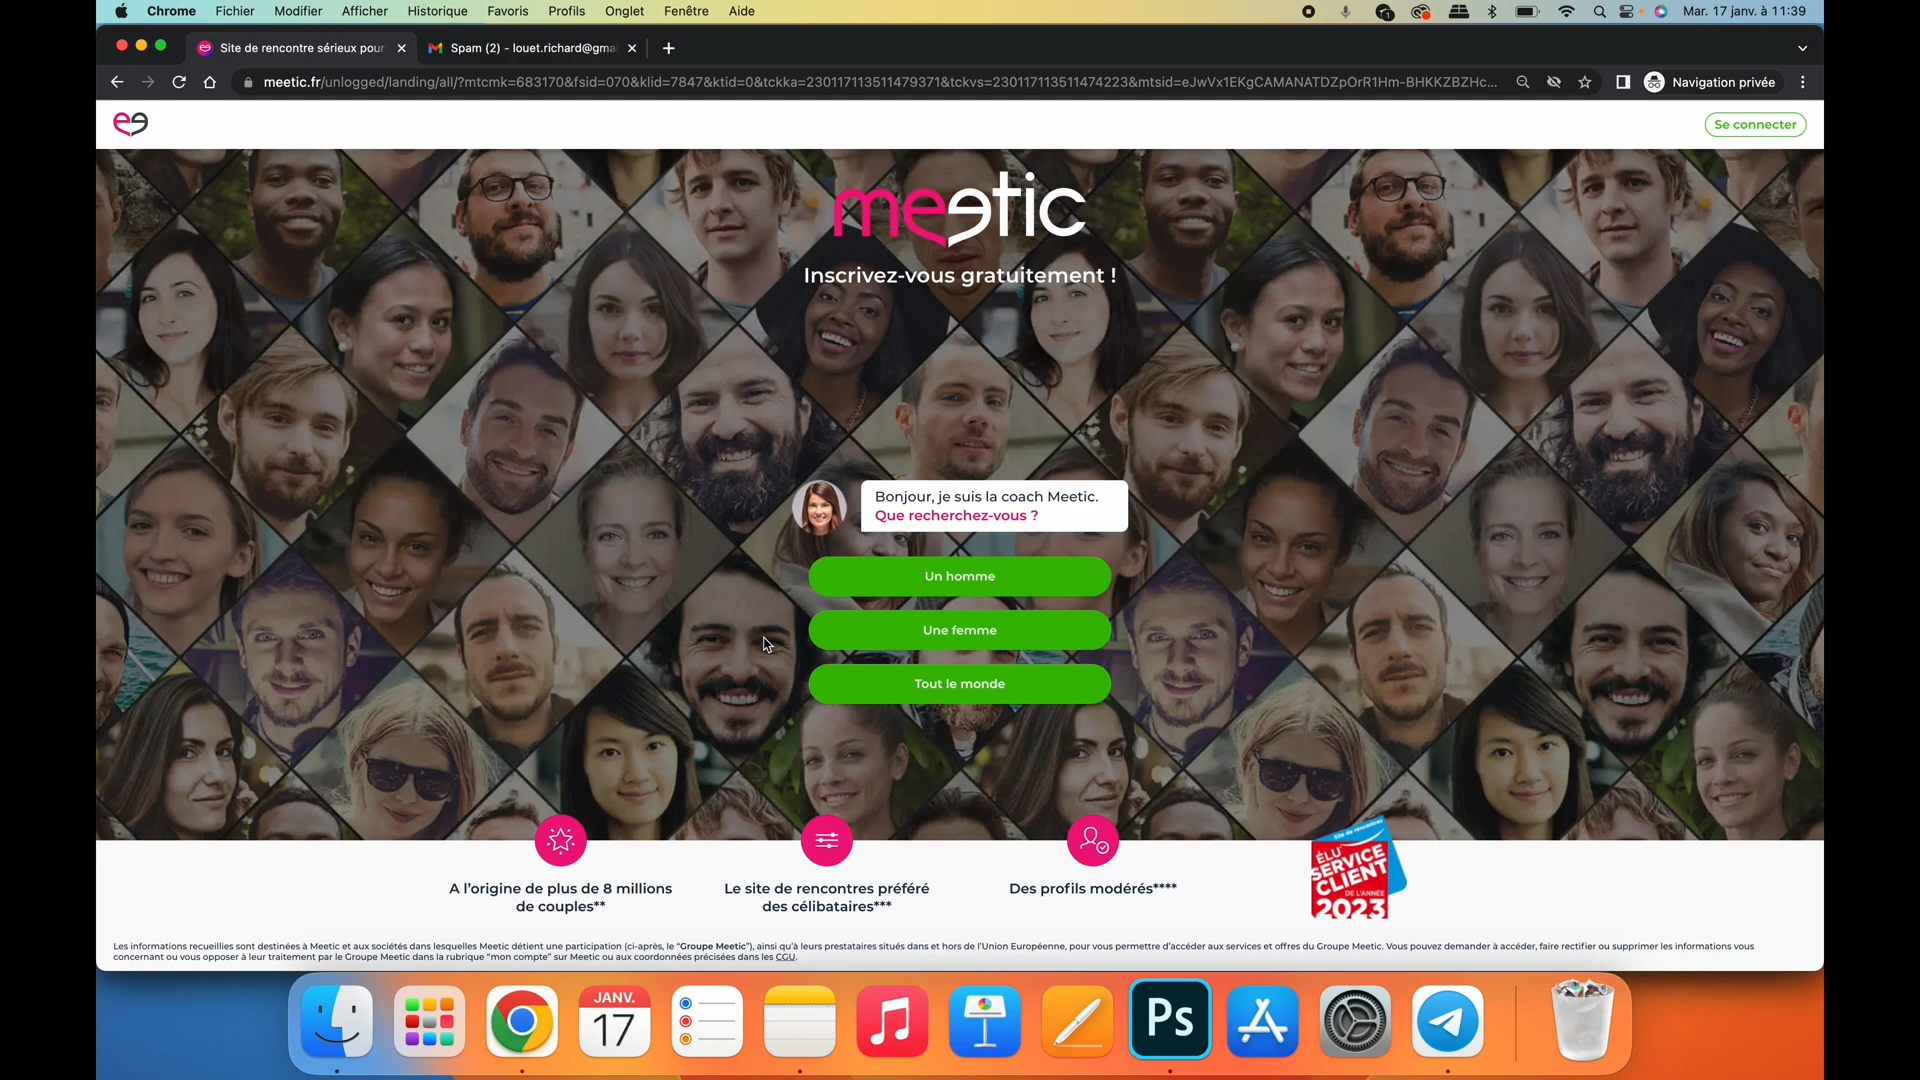 Chrome Fichier Modifier Afficher Historique Favoris Profils Onglet Fenêtre Aide
Mar. 17 janv. à 11:39
Site de rencontre sérieux pour
Spam (2) - louet.richard@gmai
meetic.fr/unlogged/landing/all/?mtcmk=683170&fsid=070&klid=7847&ktid=0&tckka=230117113511479371&tckvs=230117113511474223&mtsid=eJwVx1EKgCAMANATDZpOrR1Hm-BHKKZBZHc...
Navigation privée
Se connecter
meetic
Inscrivez-vous gratuitement !
Bonjour, je suis la coach Meetic.
Que recherchez-vous ?
Un homme
Une femme
Tout le monde
A l'origine de plus de 8 millions
de couples**
Le site de rencontres préféré
des célibataires***
Des profils modérés****
Site de rencontres
ÉLU
SERVICE
CLIENT
DE L'ANNÉE
2023
Les informations recueillies sont destinées à Meetic et aux sociétés dans lesquelles Meetic détient une participation (ci-après, le "Groupe Meetic"), ainsi qu'à leurs prestataires situés dans et hors de l'Union Européenne, pour vous permettre d'accéder aux services et offres du Groupe Meetic. Vous pouvez demander à accéder, faire rectifier ou supprimer les informations vous
concernant ou vous opposer à leur traitement par le Groupe Meetic dans la rubrique "mon compte" sur Meetic ou aux coordonnées précisées dans les CGU.
JANV.
17
Ps